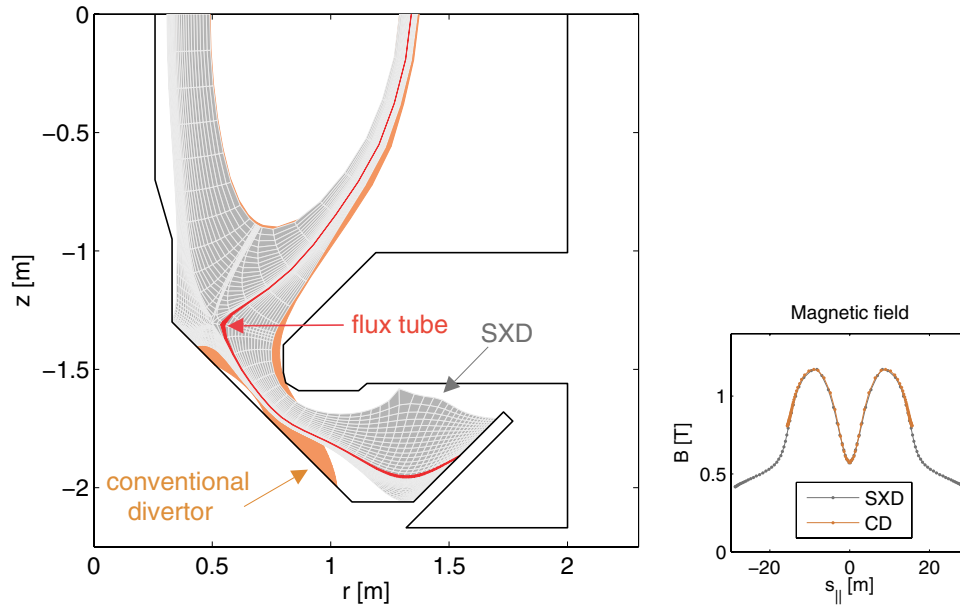 0
−0.5
−1
−1.5
−2
z [m]
0
0.5
1
1.5
2
r [m]
flux tube
SXD
conventional
divertor
Magnetic field
1
0.5
0
B [T]
−20
0
20
s|| [m]
SXD
CD